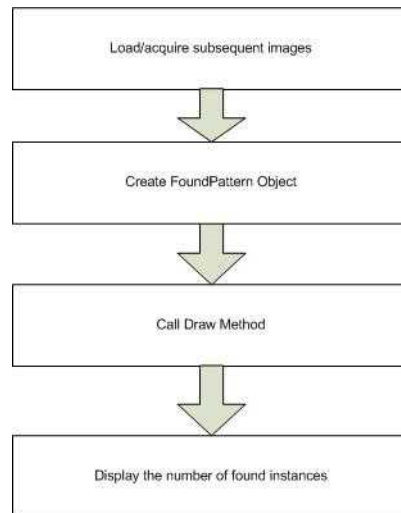 Load/acquire subsequent images
Create FoundPattern Object
Call Draw Method
Display the number of found instances